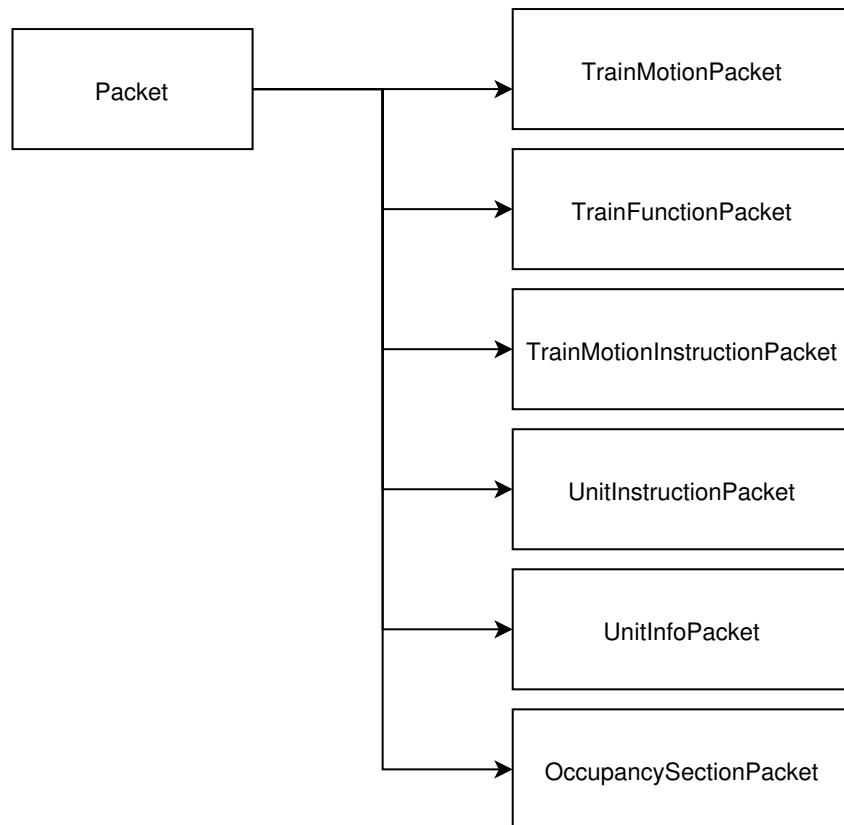 Packet
TrainMotionPacket
TrainFunctionPacket
TrainMotionInstructionPacket
UnitInstructionPacket
UnitInfoPacket
OccupancySectionPacket